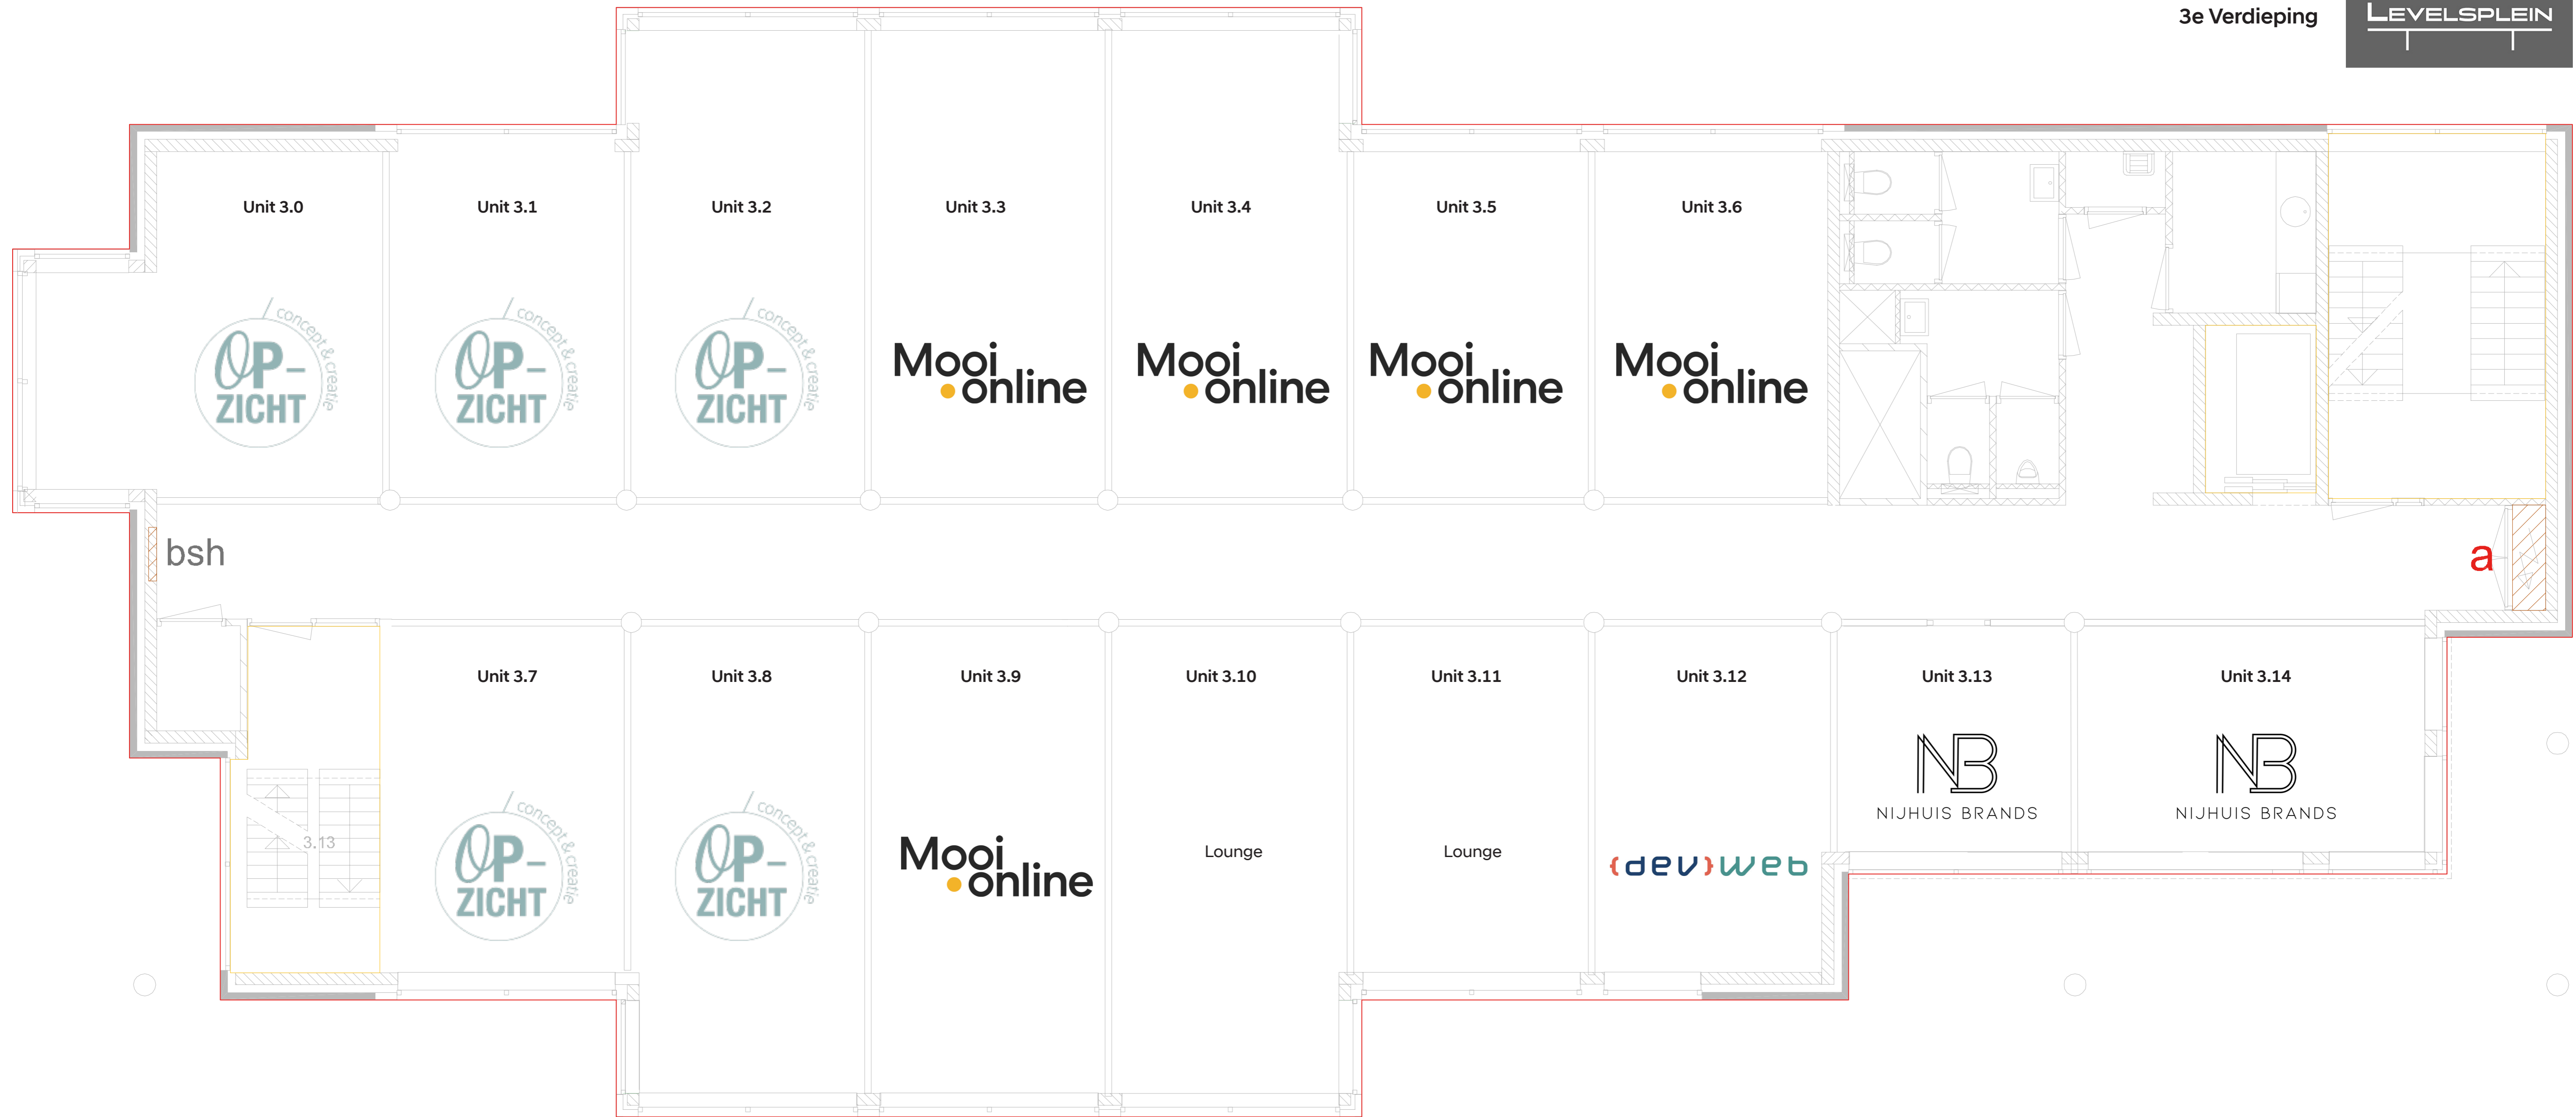 3e Verdieping
LEVELSPLEIN
Unit 3.0
Unit 3.1
Unit 3.2
Unit 3.3
Unit 3.4
Unit 3.5
Unit 3.6
concept & creatie
OP-
ZICHT
concept & creatie
OP-
ZICHT
concept & creatie
OP-
ZICHT
Mooi
online
Mooi
online
Mooi
online
Mooi
online
bsh
a
Unit 3.7
Unit 3.8
Unit 3.9
Unit 3.10
Unit 3.11
Unit 3.12
Unit 3.13
Unit 3.14
3.13
concept & creatie
OP-
ZICHT
concept & creatie
OP-
ZICHT
Mooi
online
Lounge
Lounge
{dev}web
NB
NIJHUIS BRANDS
NB
NIJHUIS BRANDS